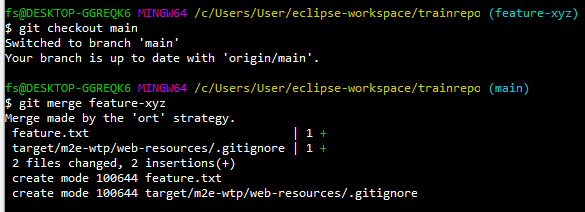 fs@DESKTOP-GGREQK6 MINGW64 /c/Users/User/eclipse-workspace/trainrepo (feature-xyz)
$ git checkout main
Switched to branch 'main'
Your branch is up to date with 'origin/main'.
fs@DESKTOP-GGREQK6 MINGW64 /c/Users/User/eclipse-workspace/trainrepo (main)
$ git merge feature-xyz
Merge made by the 'ort' strategy.
feature.txt | 1 +
target/m2e-wtp/web-resources/.gitignore | 1 +
2 files changed, 2 insertions(+)
create mode 100644 feature.txt
create mode 100644 target/m2e-wtp/web-resources/.gitignore